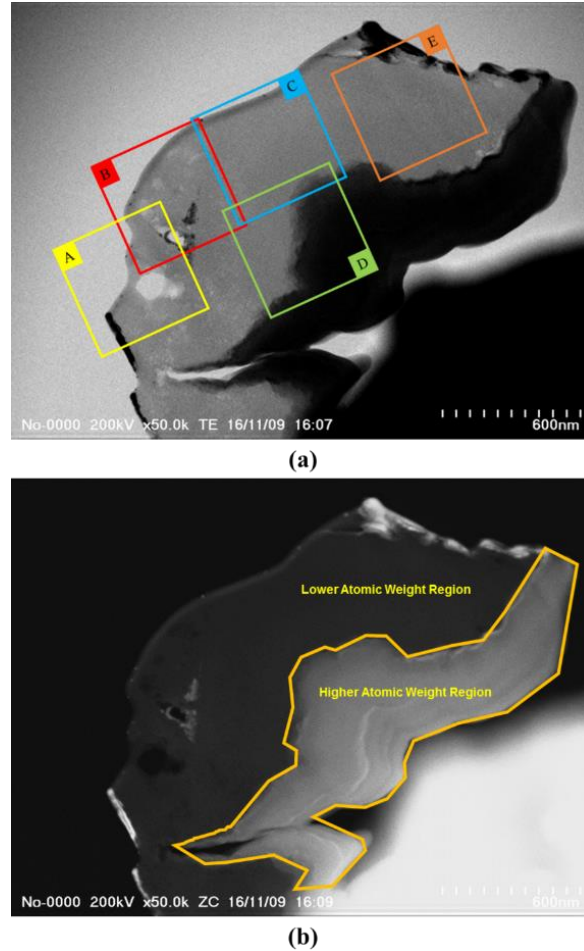 E
C
B
A
D
No-0000 200kV x50.0k TE 16/11/09 16:07
600nm
(a)
Lower Atomic Weight Region
Higher Atomic Weight Region
No-0000 200kV x50.0k ZC 16/11/09 16:09
600nm
(b)